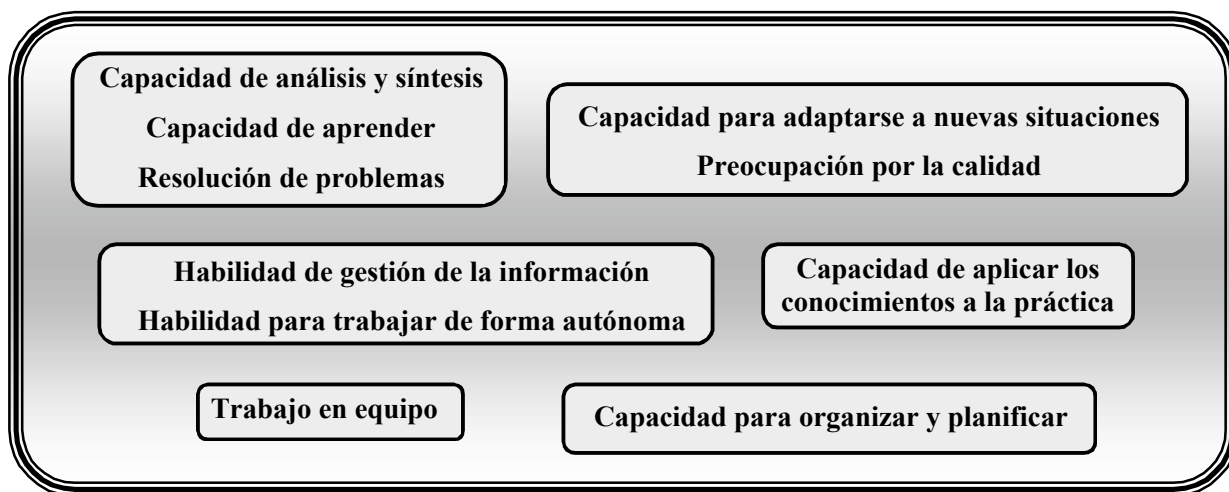 Capacidad de análisis y síntesis
Capacidad de aprender
Resolución de problemas
Capacidad para adaptarse a nuevas situaciones
Preocupación por la calidad
Habilidad de gestión de la información
Habilidad para trabajar de forma autónoma
Capacidad de aplicar los
conocimientos a la práctica
Trabajo en equipo
Capacidad para organizar y planificar